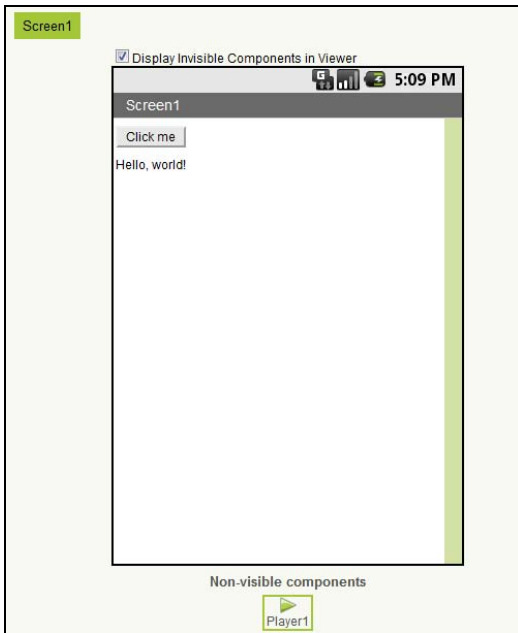 Screen1
Display Invisible Components in Viewer
5:09 PM
Screen1
Click me
Hello, world!
Non-visible components
Player1